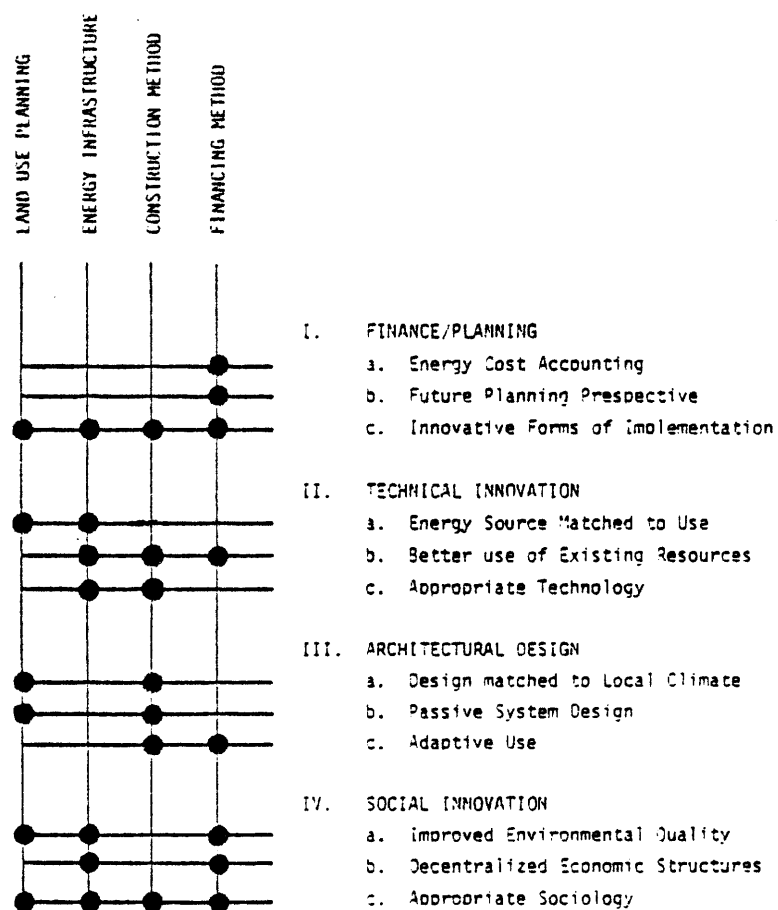 LAND USE PLANNING
ENERGY INFRASTRUCTURE
CONSTRUCTION METHOD
FINANCING METHOD
I. FINANCE/PLANNING
a. Energy Cost Accounting
b. Future Planning Prespective
c. Innovative Forms of Implementation
II. TECHNICAL INNOVATION
a. Energy Source Matched to Use
b. Better use of Existing Resources
c. Appropriate Technology
III. ARCHITECTURAL DESIGN
a. Design matched to Local Climate
b. Passive System Design
c. Adaptive Use
IV. SOCIAL INNOVATION
a. Improved Environmental Quality
b. Decentralized Economic Structures
c. Appropriate Sociology